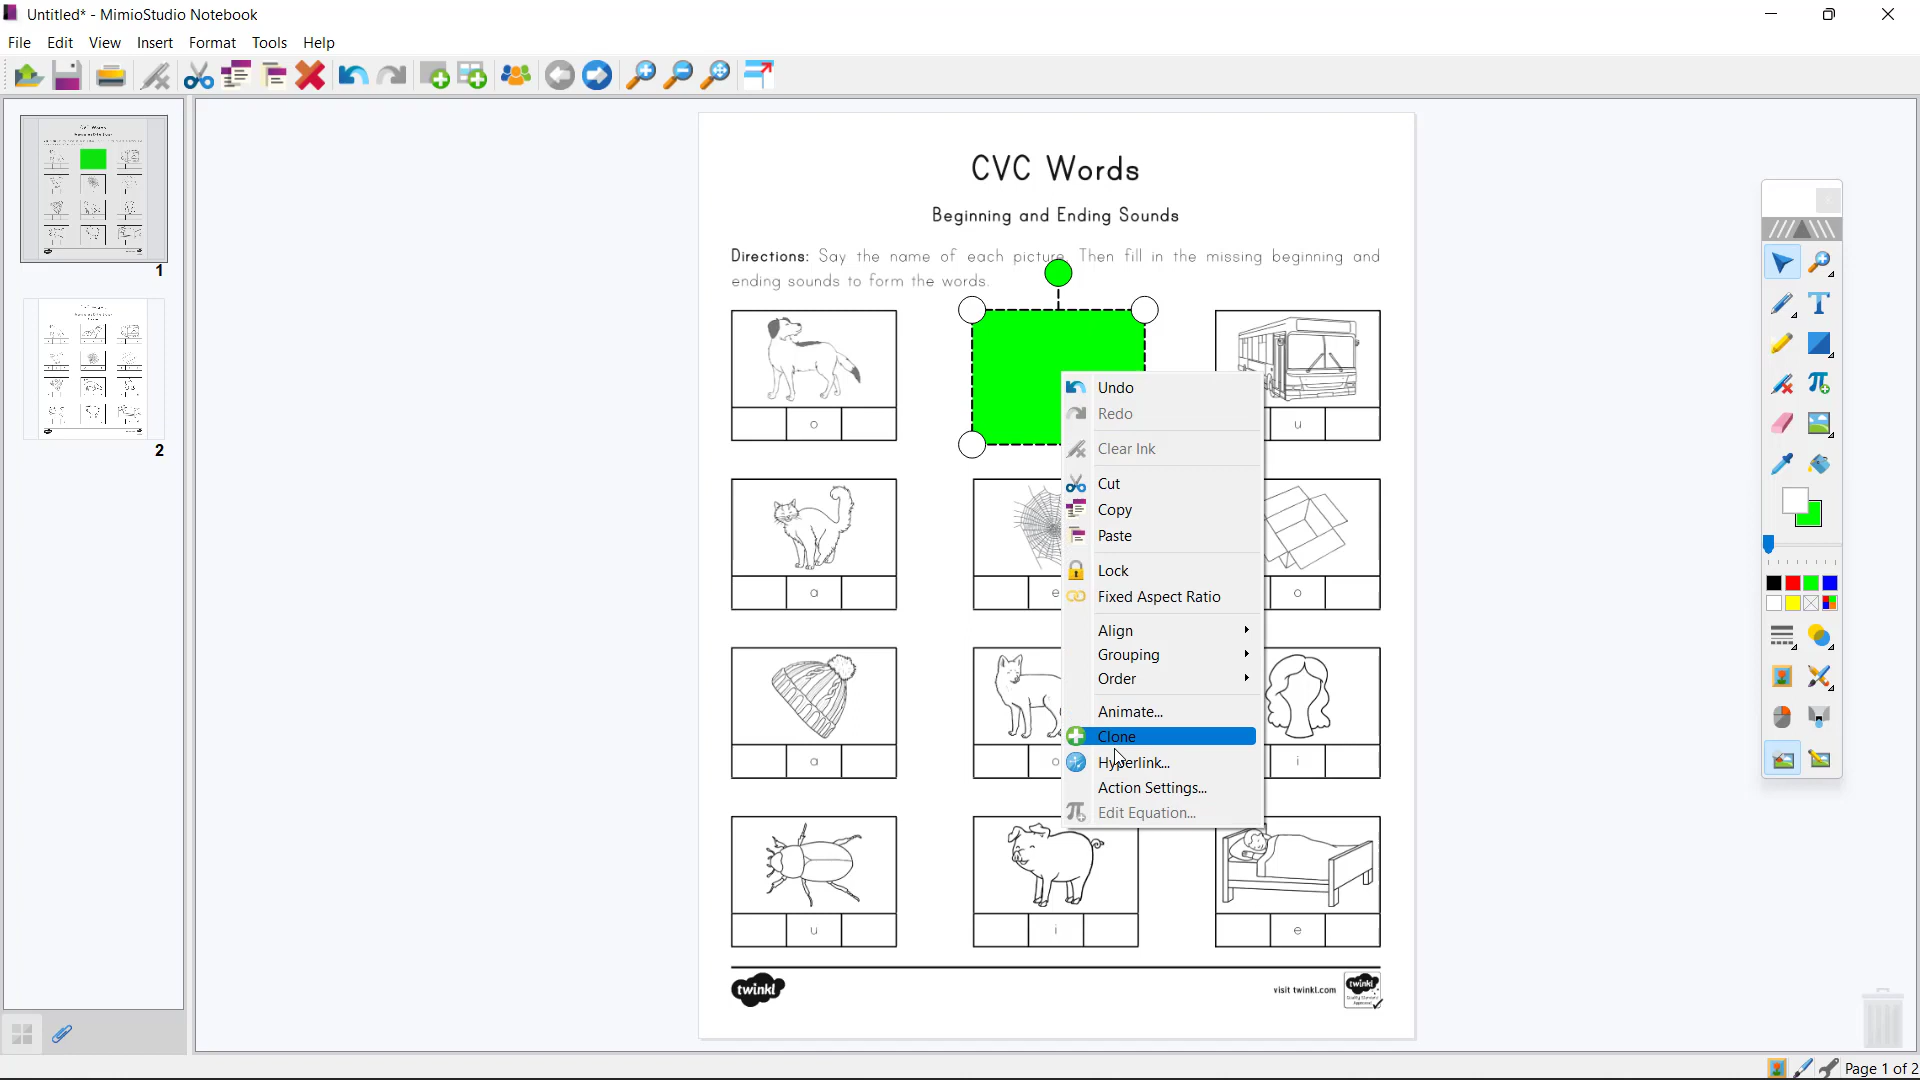 Untitled* - MimioStudio Notebook
File Edit View Insert Format Tools Help
1
2
CVC Words
Beginning and Ending Sounds
Directions: Say the name of each picture. Then fill in the missing beginning and
ending sounds to form the words.
o
u
a
e
o
a
o
i
u
i
e
Undo
Redo
Clear Ink
Cut
Copy
Paste
Lock
Fixed Aspect Ratio
Align
Grouping
Order
Animate...
Clone
Hyperlink...
Action Settings...
Edit Equation...
twinkl
visit twinkl.com
twinkl
Page 1 of 2